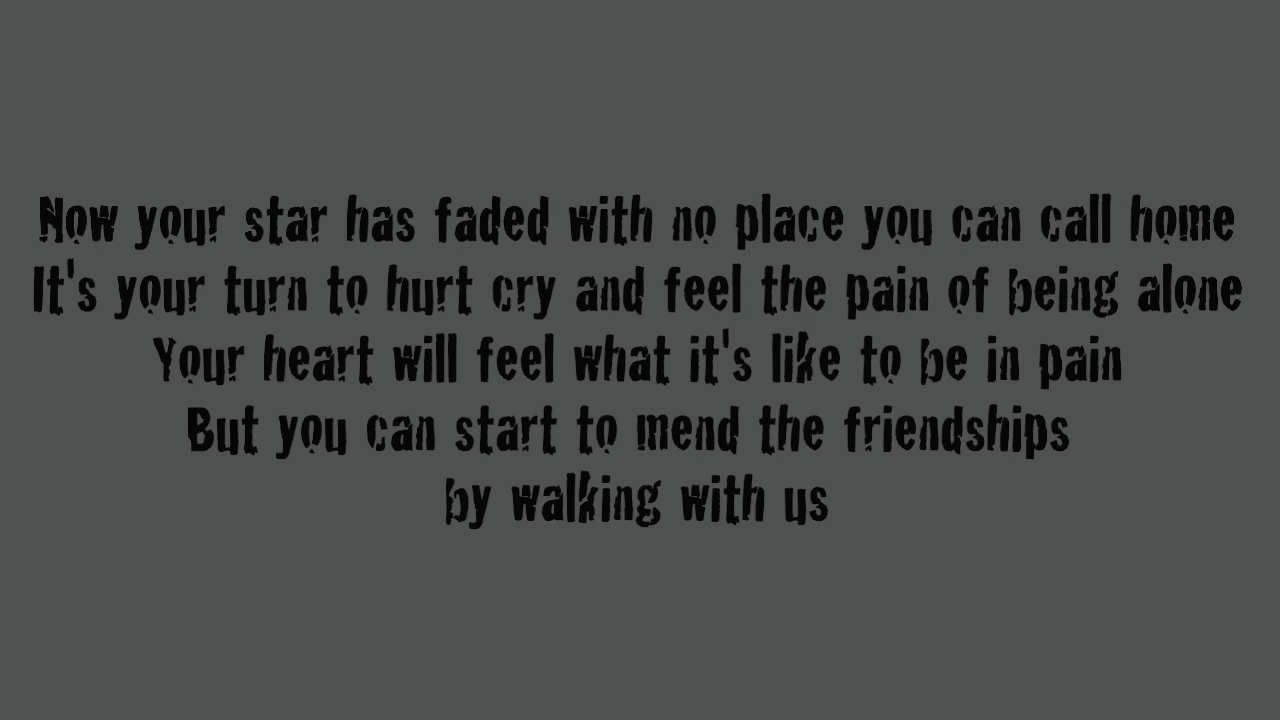 Now your star has faded with no place you can call home
It's your turn to hurt cry and feel the pain of being alone
Your heart will feel what it's like to be in pain
But you can start to mend the friendships
by walking with us